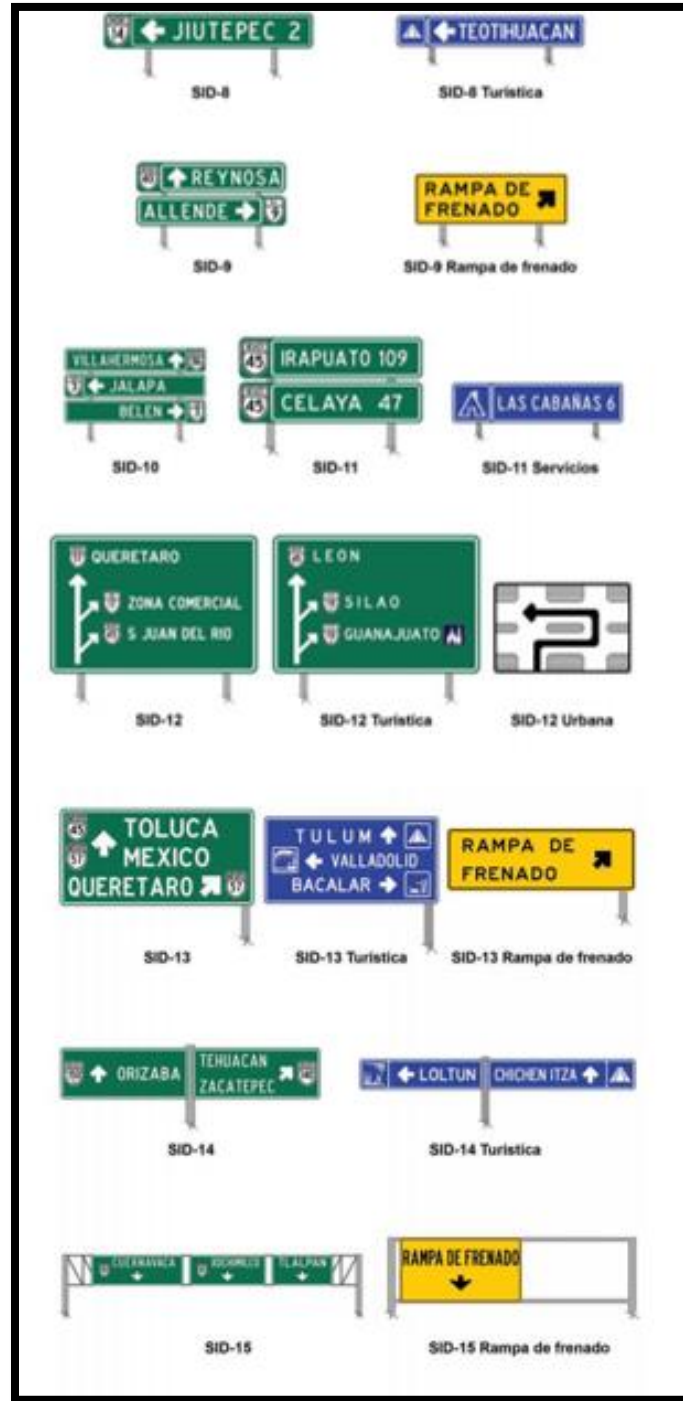 14
JIUTEPEC 2
TEOTIHUACAN
SID-8
SID-8 Turística
40
REYNOSA
ALLENDE
RAMPA DE
FRENADO
SID-9
SID-9 Rampa de frenado
VILLAHERMOSA
JALAPA
BELEN
45
IRAPUATO 109
45
CELAYA 47
LAS CABAÑAS 6
SID-10
SID-11
SID-11 Servicios
QUERETARO
ZONA COMERCIAL
S JUAN DEL RIO
LEON
SILAO
GUANAJUATO
SID-12
SID-12 Turística
SID-12 Urbana
45
57
TOLUCA
MEXICO
QUERETARO
57
TULUM
VALLADOLID
BACALAR
RAMPA DE
FRENADO
SID-13
SID-13 Turística
SID-13 Rampa de frenado
ORIZABA
TEHUACAN
ZACATEPEC
LOLTUN
CHICHEN ITZA
SID-14
SID-14 Turística
CUERNAVACA
XOCHIMILCO
TLALPAN
RAMPA DE FRENADO
SID-15
SID-15 Rampa de frenado